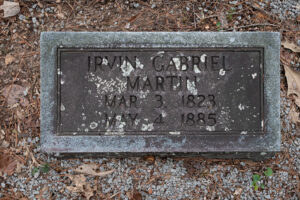 IRVIN GABRIEL
MARTIN
MAR 3 1823
MAY 4 1885